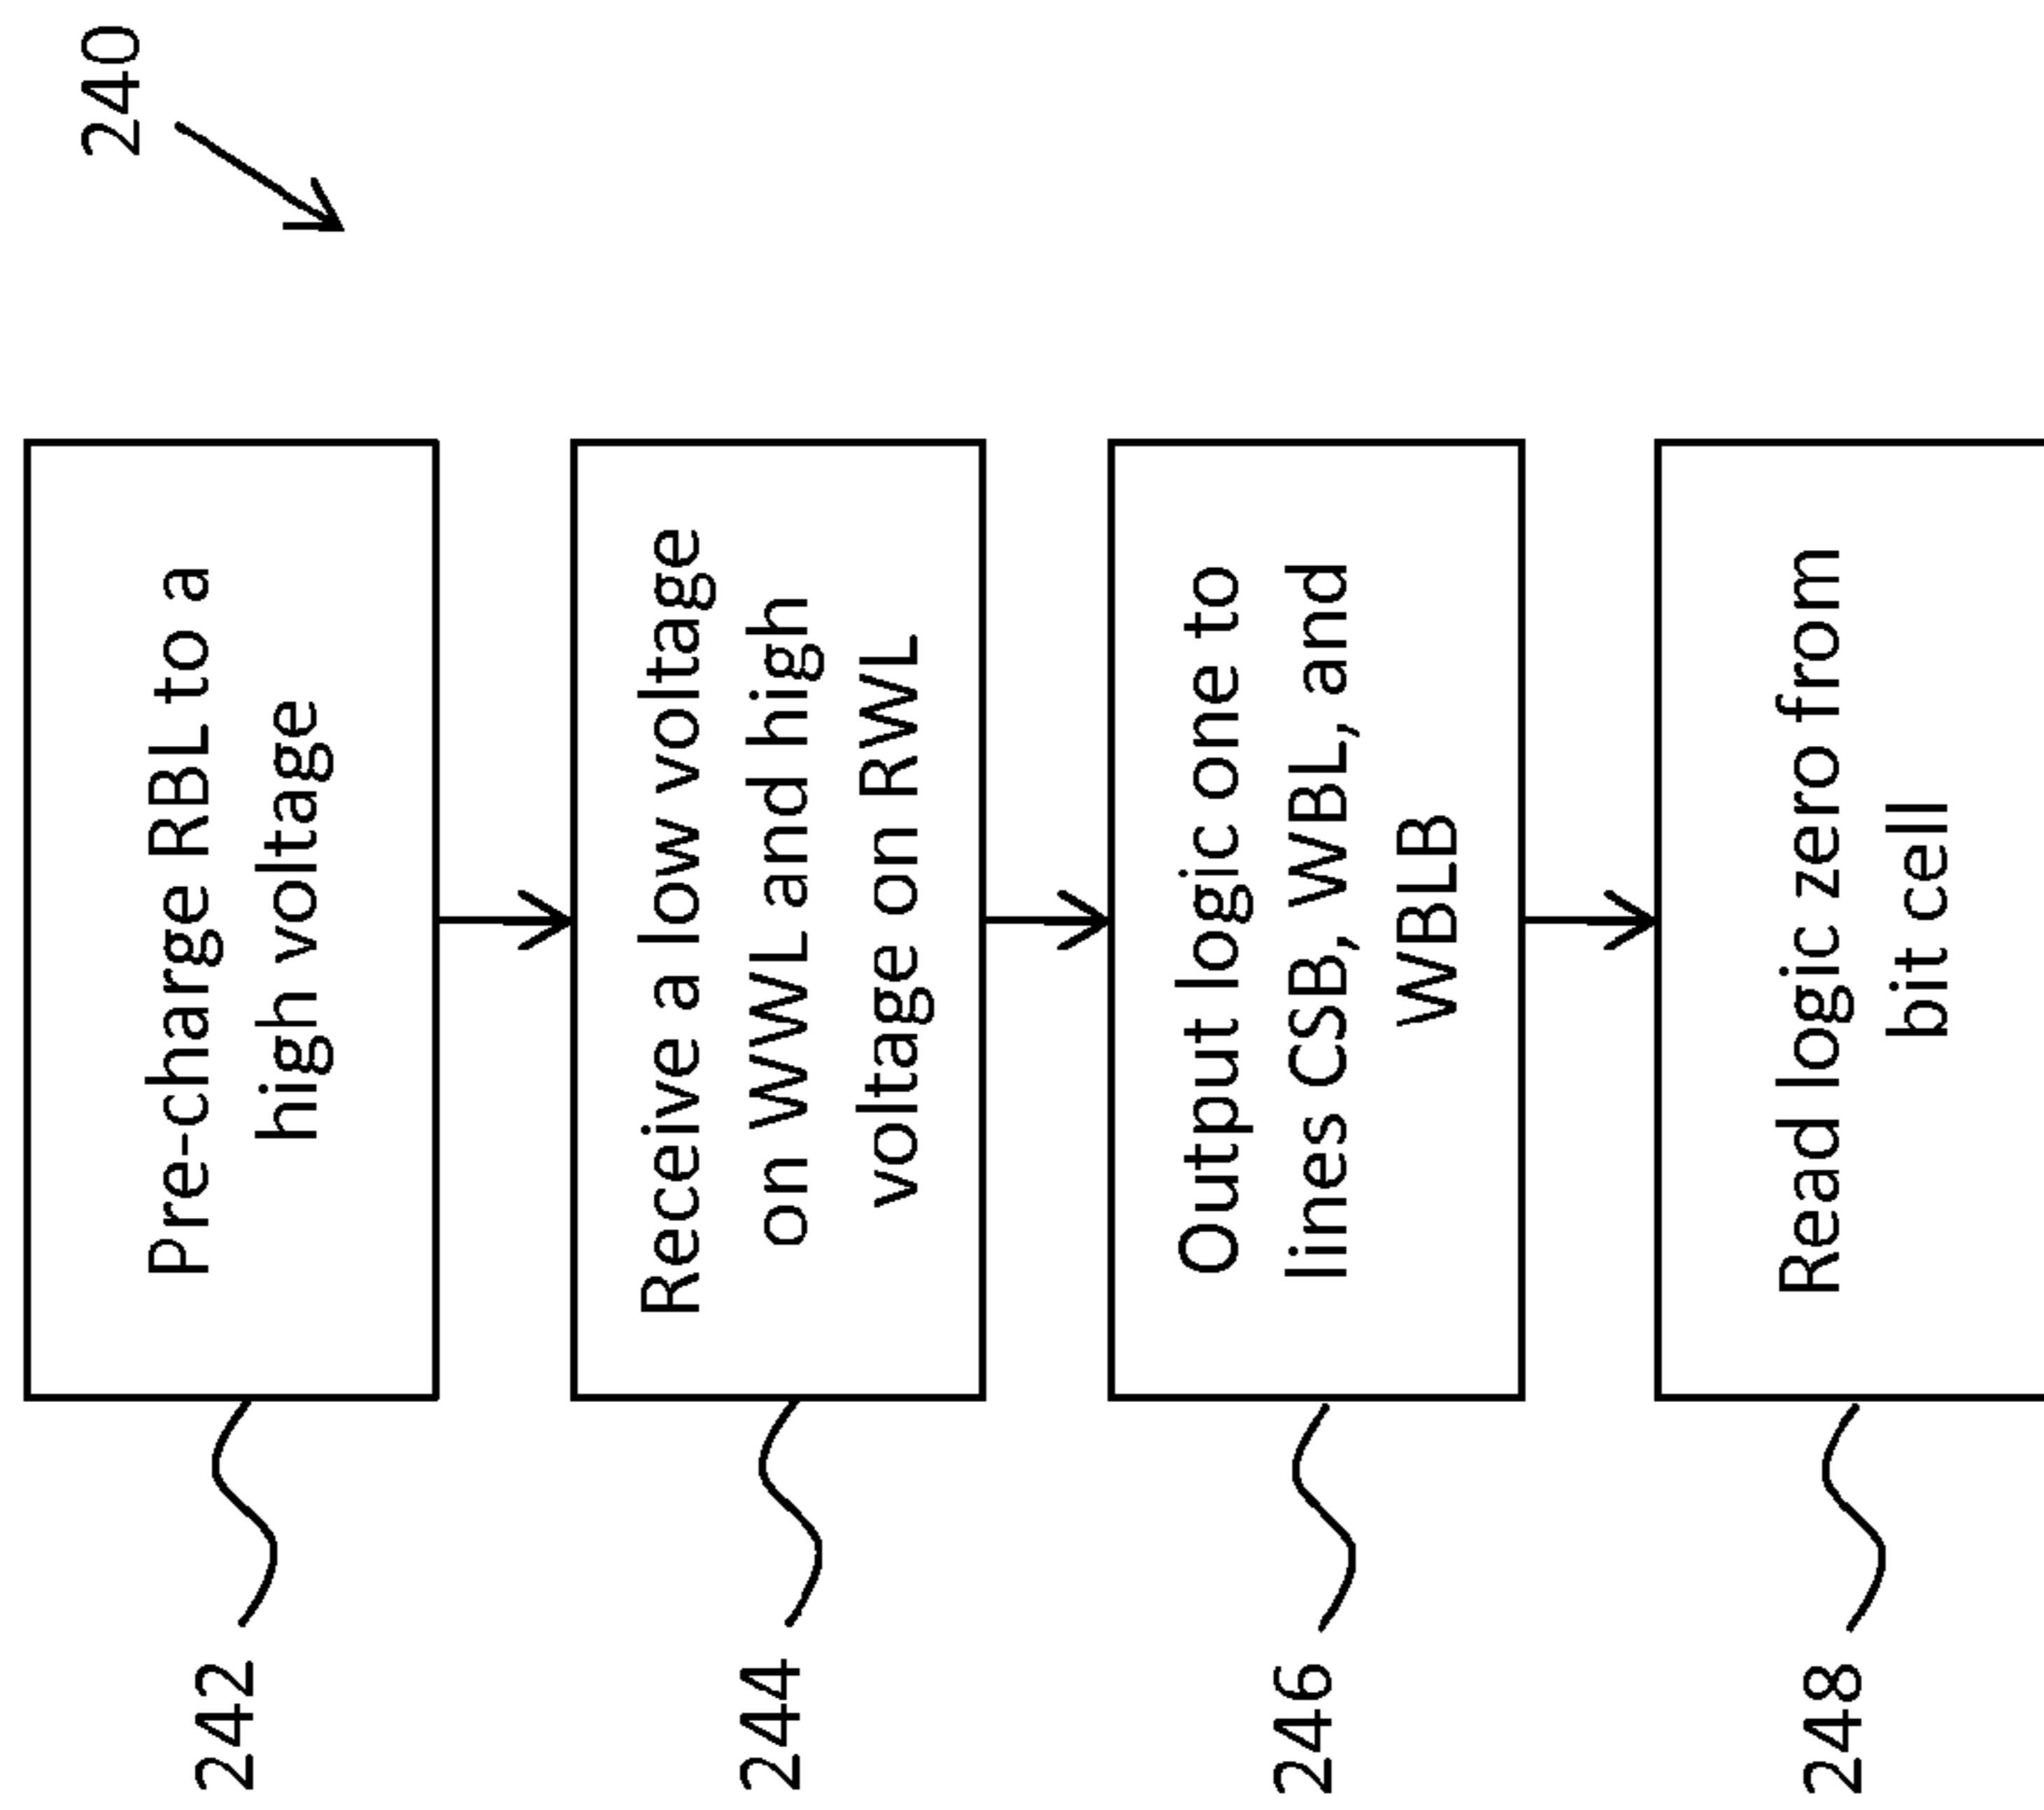 240
242
Pre-charge RBL to a
high voltage
244
Receive a low voltage
on WWL and high
voltage on RWL
246
Output logic one to
lines CSB, WBL, and
WBLB
248
Read logic zero from
bit cell